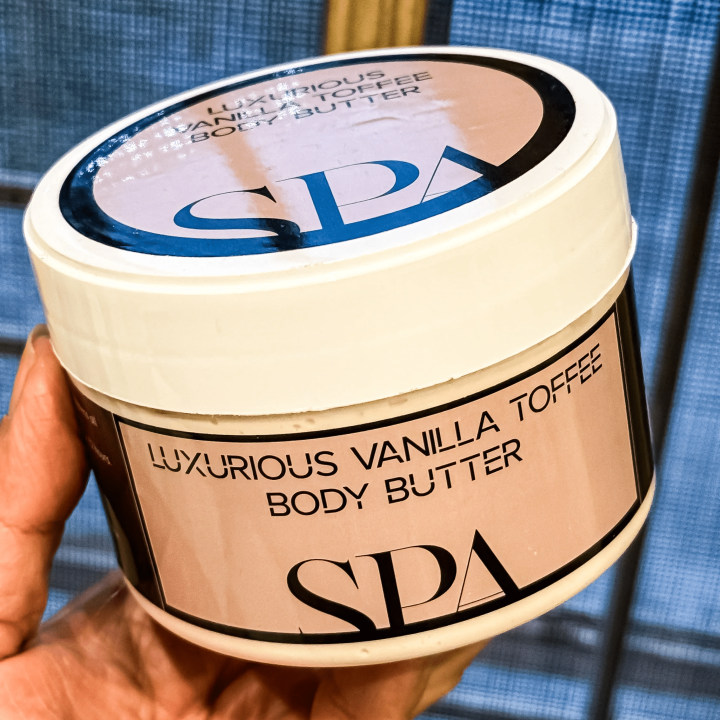 LUXURIOUS
VANILLA TOFFEE
BODY BUTTER
SPA
LUXURIOUS VANILLA TOFFEE
BODY BUTTER
SPA